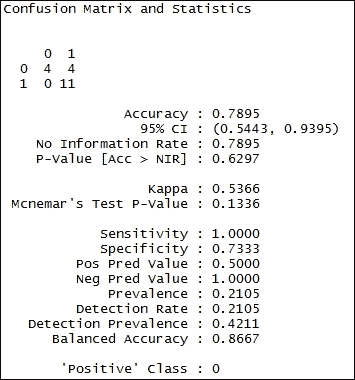 Confusion Matrix and Statistics
0 1
0 4 4
1 0 11
Accuracy : 0.7895
95% CI : (0.5443, 0.9395)
No Information Rate : 0.7895
P-Value [Acc > NIR] : 0.6297
Kappa : 0.5366
Mcnemar's Test P-Value : 0.1336
Sensitivity : 1.0000
Specificity : 0.7333
Pos Pred Value : 0.5000
Neg Pred Value : 1.0000
Prevalence : 0.2105
Detection Rate : 0.2105
Detection Prevalence : 0.4211
Balanced Accuracy : 0.8667
'Positive' Class : 0